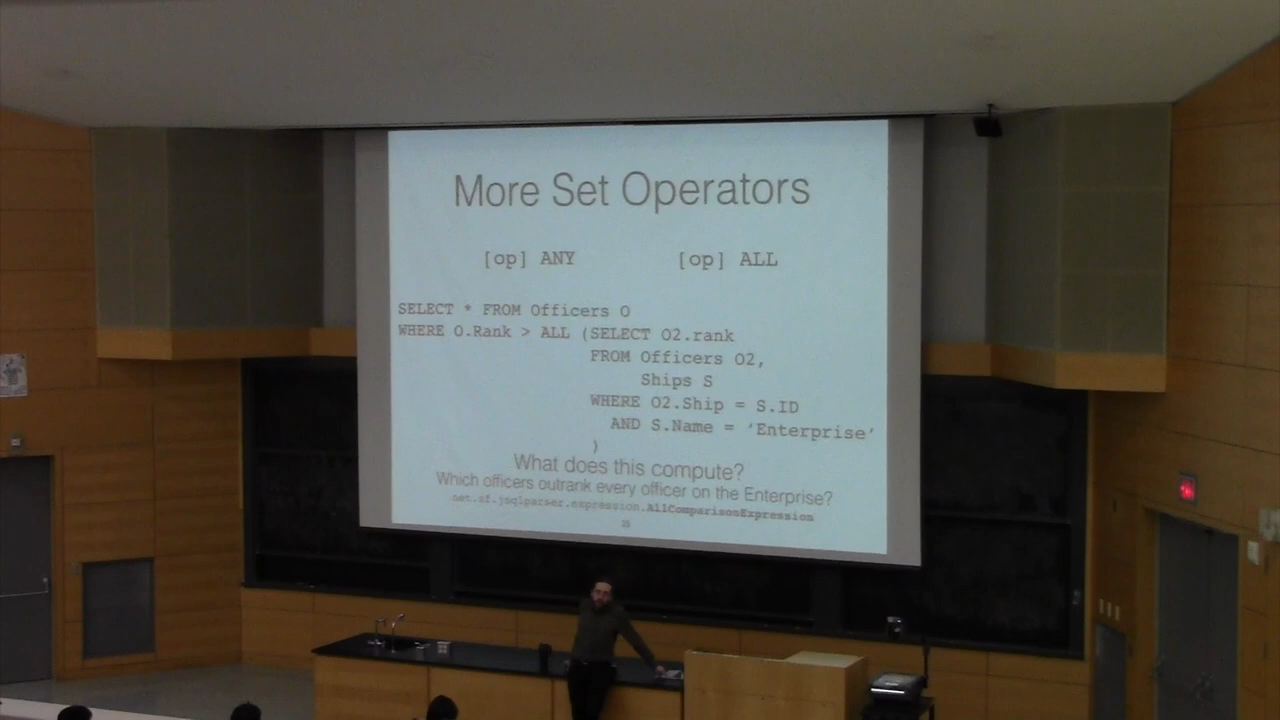 More Set Operators
[op] ANY [op] ALL
SELECT * FROM Officers O
WHERE O.Rank > ALL (SELECT O2.rank
FROM Officers O2,
Ships S
WHERE O2.Ship = S.ID
AND S.Name = ‘Enterprise’
)
What does this compute?
Which officers outrank every officer on the Enterprise?
net.sf.jsqlparser.expression.AllComparisonExpression
25